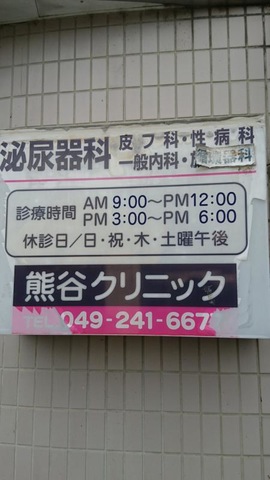 泌尿器科 皮フ科・性病科
一般内科・
診療時間 AM 9:00〜PM12:00
PM 3:00〜PM 6:00
休診日／日・祝・木・土曜午後
熊谷クリニック
TEL 049-241-667